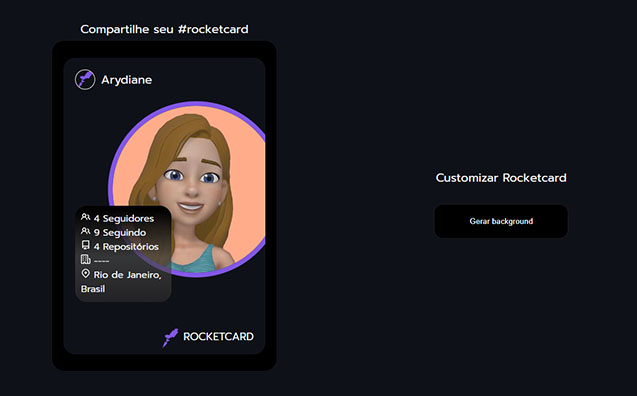 Compartilhe seu #rocketcard
Arydiane
4 Seguidores
9 Seguindo
4 Repositórios
----
Rio de Janeiro,
Brasil
ROCKETCARD
Customizar Rocketcard
Gerar background